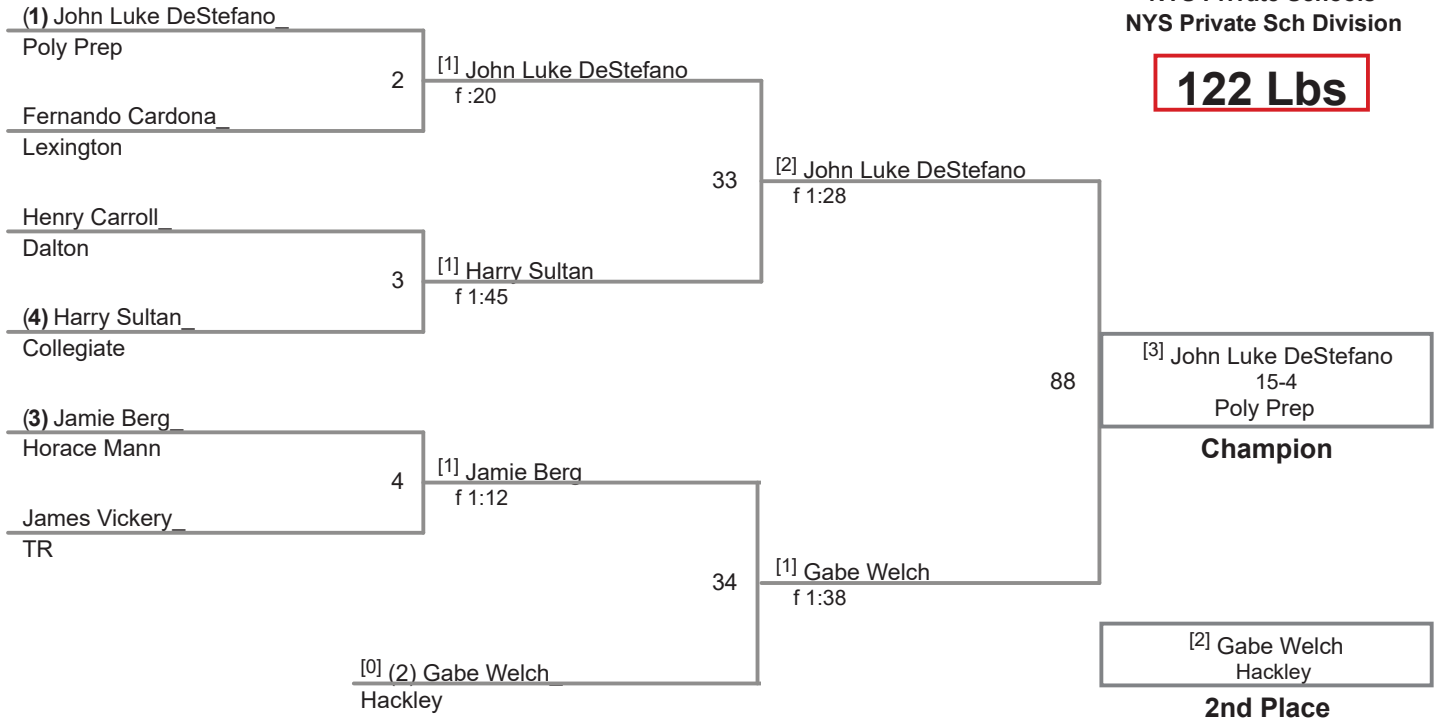 NYS Private Schools
(1) John Luke DeStefano_
NYS Private Sch Division
Poly Prep
2
[1] John Luke DeStefano
f :20
122 Lbs
Fernando Cardona_
Lexington
33
[2] John Luke DeStefano
f 1:28
Henry Carroll_
Dalton
3
[1] Harry Sultan
f 1:45
(4) Harry Sultan_
Collegiate
88
[3] John Luke DeStefano
15-4
Poly Prep
Champion
(3) Jamie Berg_
Horace Mann
4
[1] Jamie Berg
f 1:12
James Vickery_
TR
34
[1] Gabe Welch
f 1:38
[0] (2) Gabe Welch_
Hackley
[2] Gabe Welch
Hackley
2nd Place